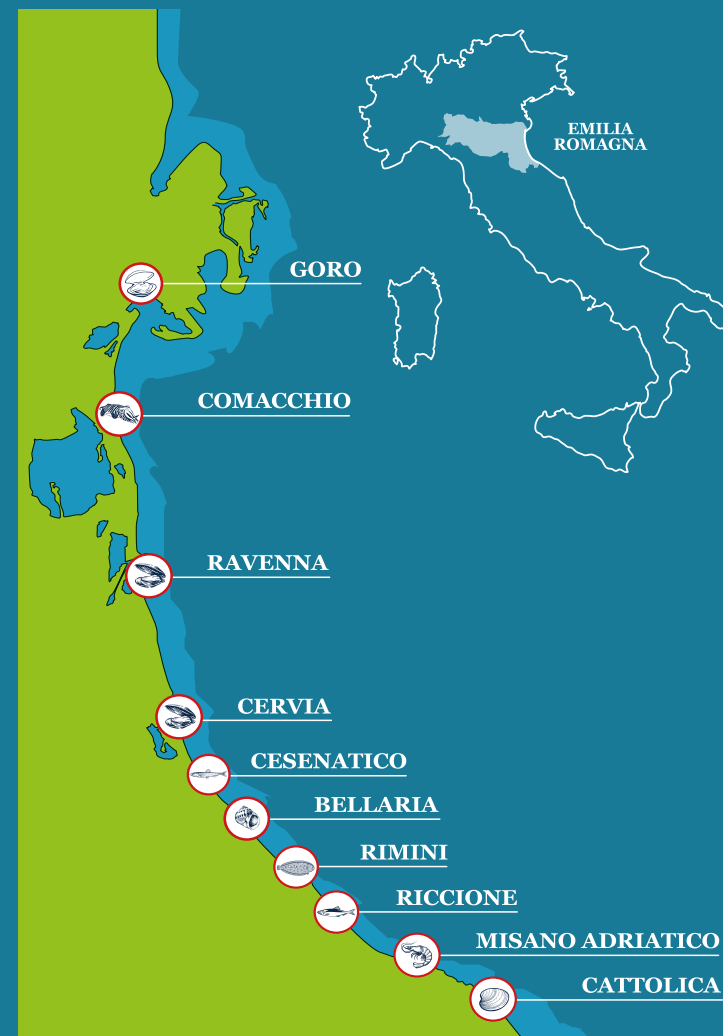 EMILIA
ROMAGNA
GORO
COMACCHIO
RAVENNA
CERVIA
CESENATICO
BELLARIA
RIMINI
RICCIONE
MISANO ADRIATICO
CATTOLICA